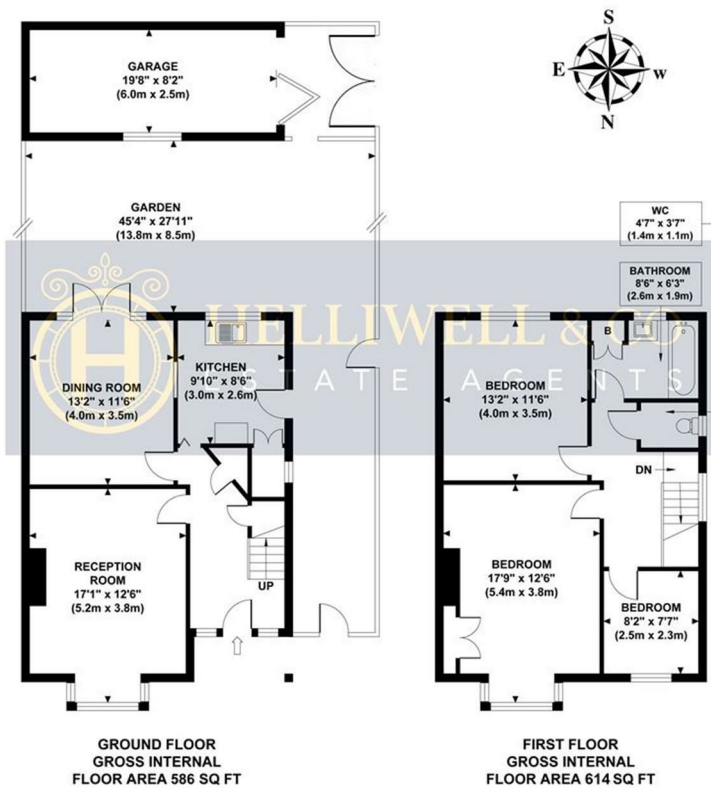 GARAGE
19'8" x 8'2"
(6.0m x 2.5m)
S
E
W
N
GARDEN
45'4" x 27'11"
(13.8m x 8.5m)
WC
4'7" x 3'7"
(1.4m x 1.1m)
BATHROOM
8'6" x 6'3"
(2.6m x 1.9m)
H
HELLIWELL & CO
ESTATE AGENTS
DINING ROOM
13'2" x 11'6"
(4.0m x 3.5m)
KITCHEN
9'10" x 8'6"
(3.0m x 2.6m)
B
BEDROOM
13'2" x 11'6"
(4.0m x 3.5m)
DN
RECEPTION
ROOM
17'1" x 12'6"
(5.2m x 3.8m)
UP
BEDROOM
17'9" x 12'6"
(5.4m x 3.8m)
BEDROOM
8'2" x 7'7"
(2.5m x 2.3m)
GROUND FLOOR
GROSS INTERNAL
FLOOR AREA 586 SQ FT
FIRST FLOOR
GROSS INTERNAL
FLOOR AREA 614 SQ FT